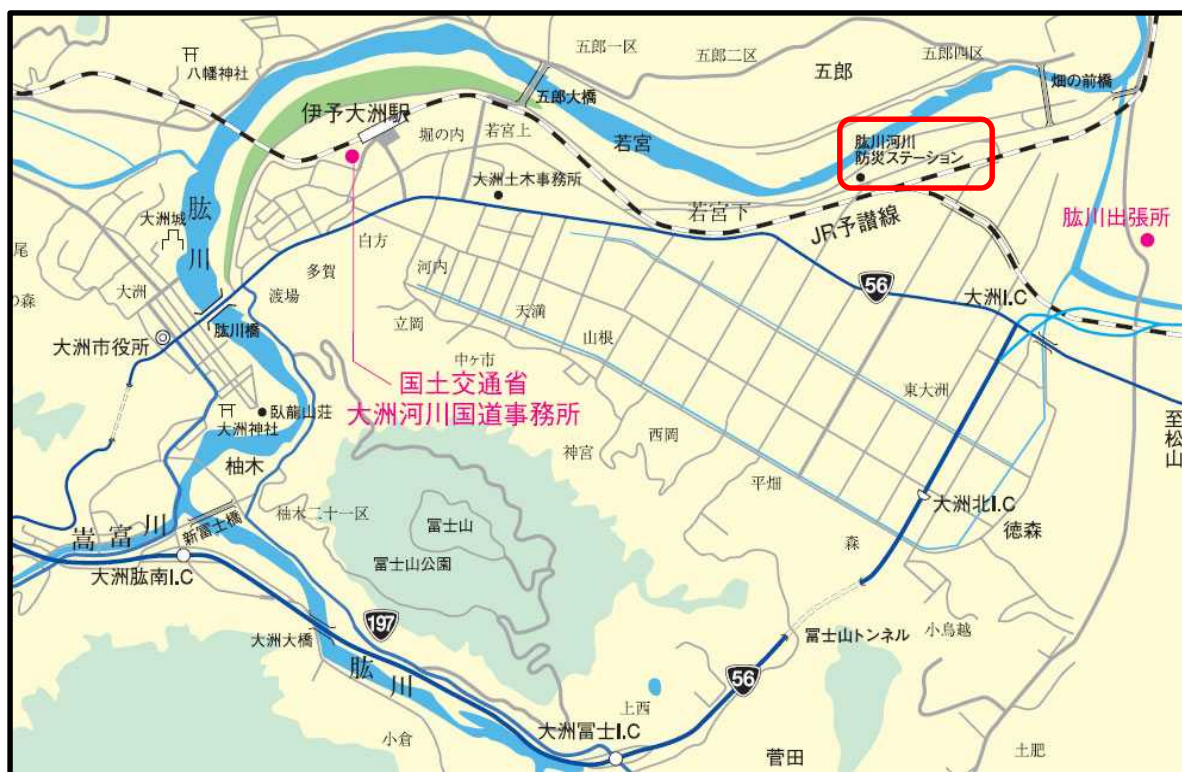 五郎一区
五郎二区
五郎四区
五郎
畑の前橋
八幡神社
五郎大橋
伊予大洲駅
堀の内
若宮上
若宮
肱川河川
防災ステーション
大洲土木事務所
若宮下
JR予讃線
肱川出張所
肱川
大洲城
尾
白方
多賀
河内
56
大洲I.C
大洲
渡場
の森
天満
立岡
山根
肱川橋
大洲市役所
中ヶ市
国土交通省
大洲河川国道事務所
東大洲
至松山
臥龍山荘
大洲神社
西岡
神宮
柚木
平畑
大洲北I.C
柚木二十一区
冨士山
徳森
新冨士橋
嵩富川
森
冨士山公園
大洲肱南I.C
197
大洲大橋
冨士山トンネル
小鳥越
肱川
56
上西
大洲冨士I.C
小倉
菅田
土肥